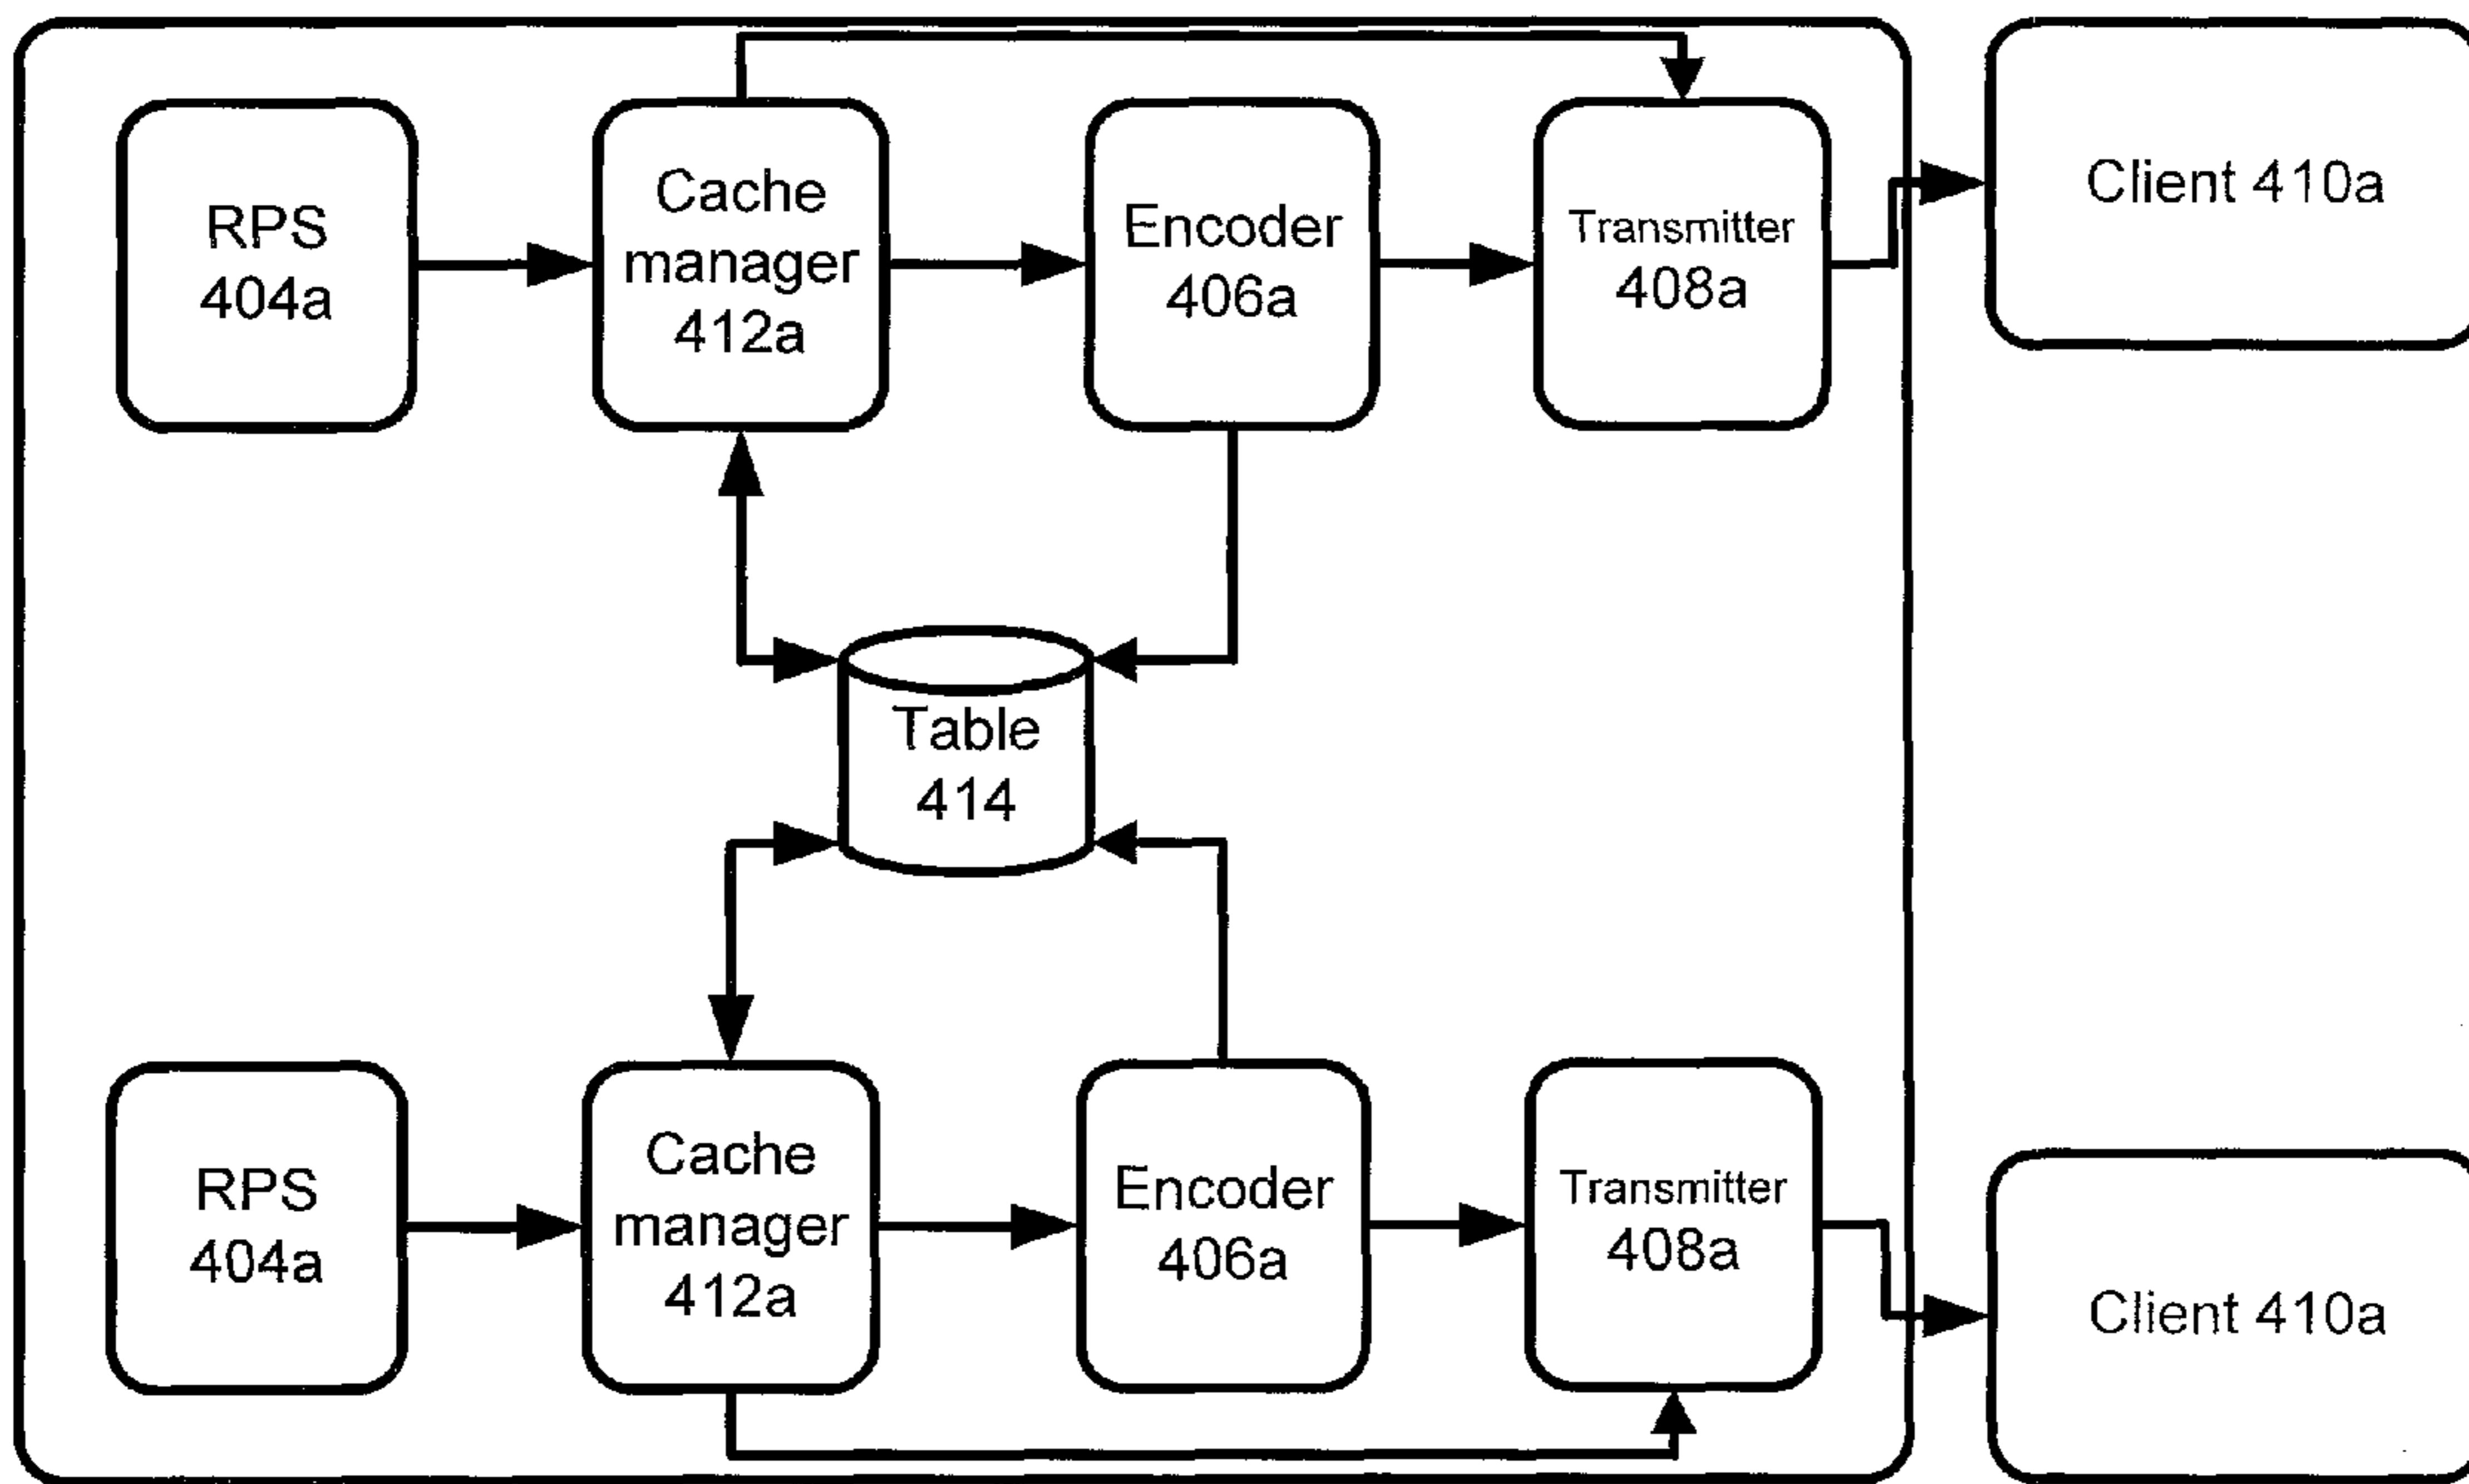 RPS
404a
Cache
manager
412a
Encoder
406a
Transmitter
408a
Client 410a
Table
414
RPS
404a
Cache
manager
412a
Encoder
406a
Transmitter
408a
Client 410a